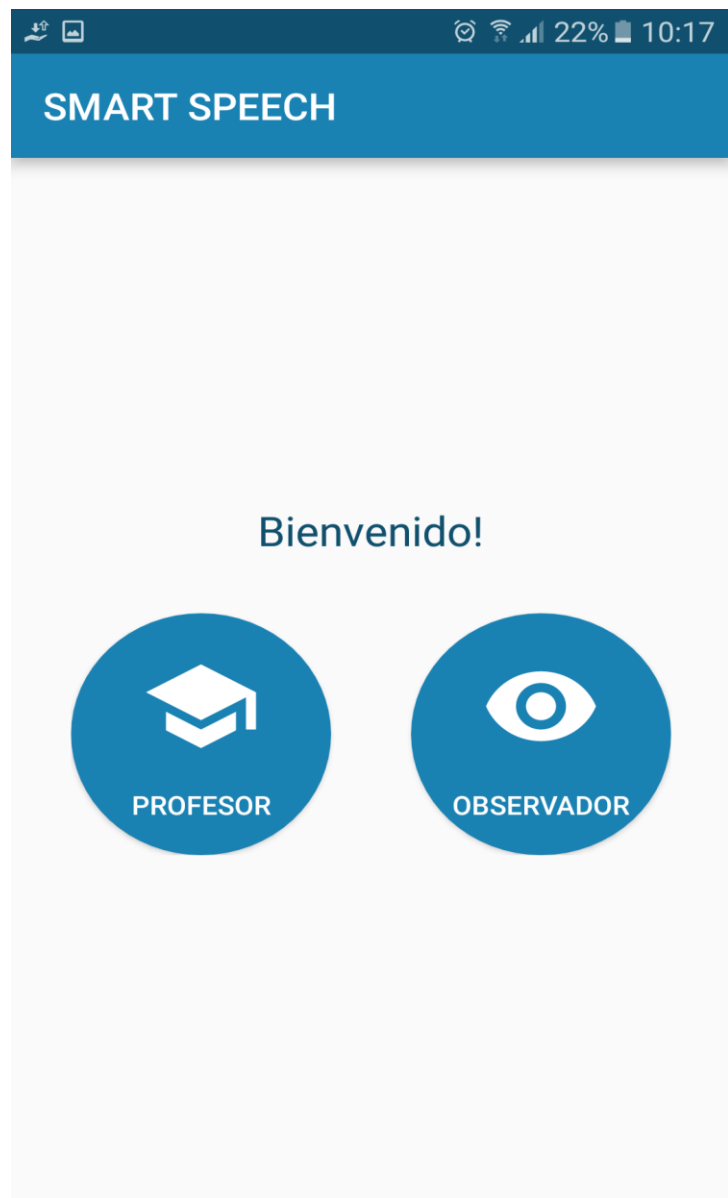 22% 10:17
SMART SPEECH
Bienvenido!
PROFESOR OBSERVADOR